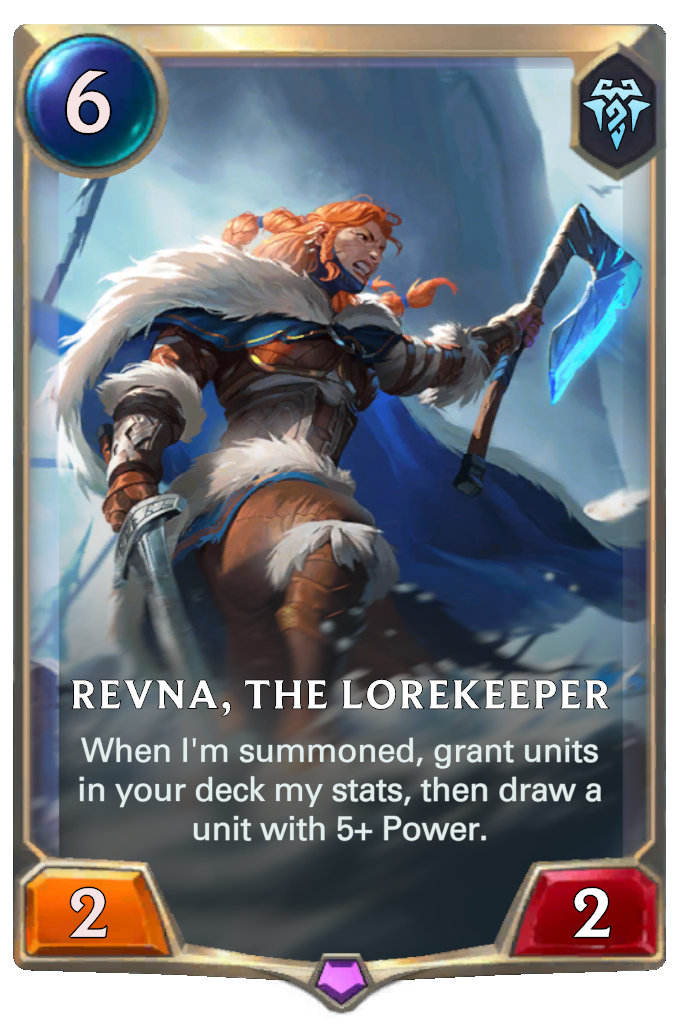 6
REVNA, THE LOREKEEPER
When I'm summoned, grant units
in your deck my stats, then draw a
unit with 5+ Power.
2
2